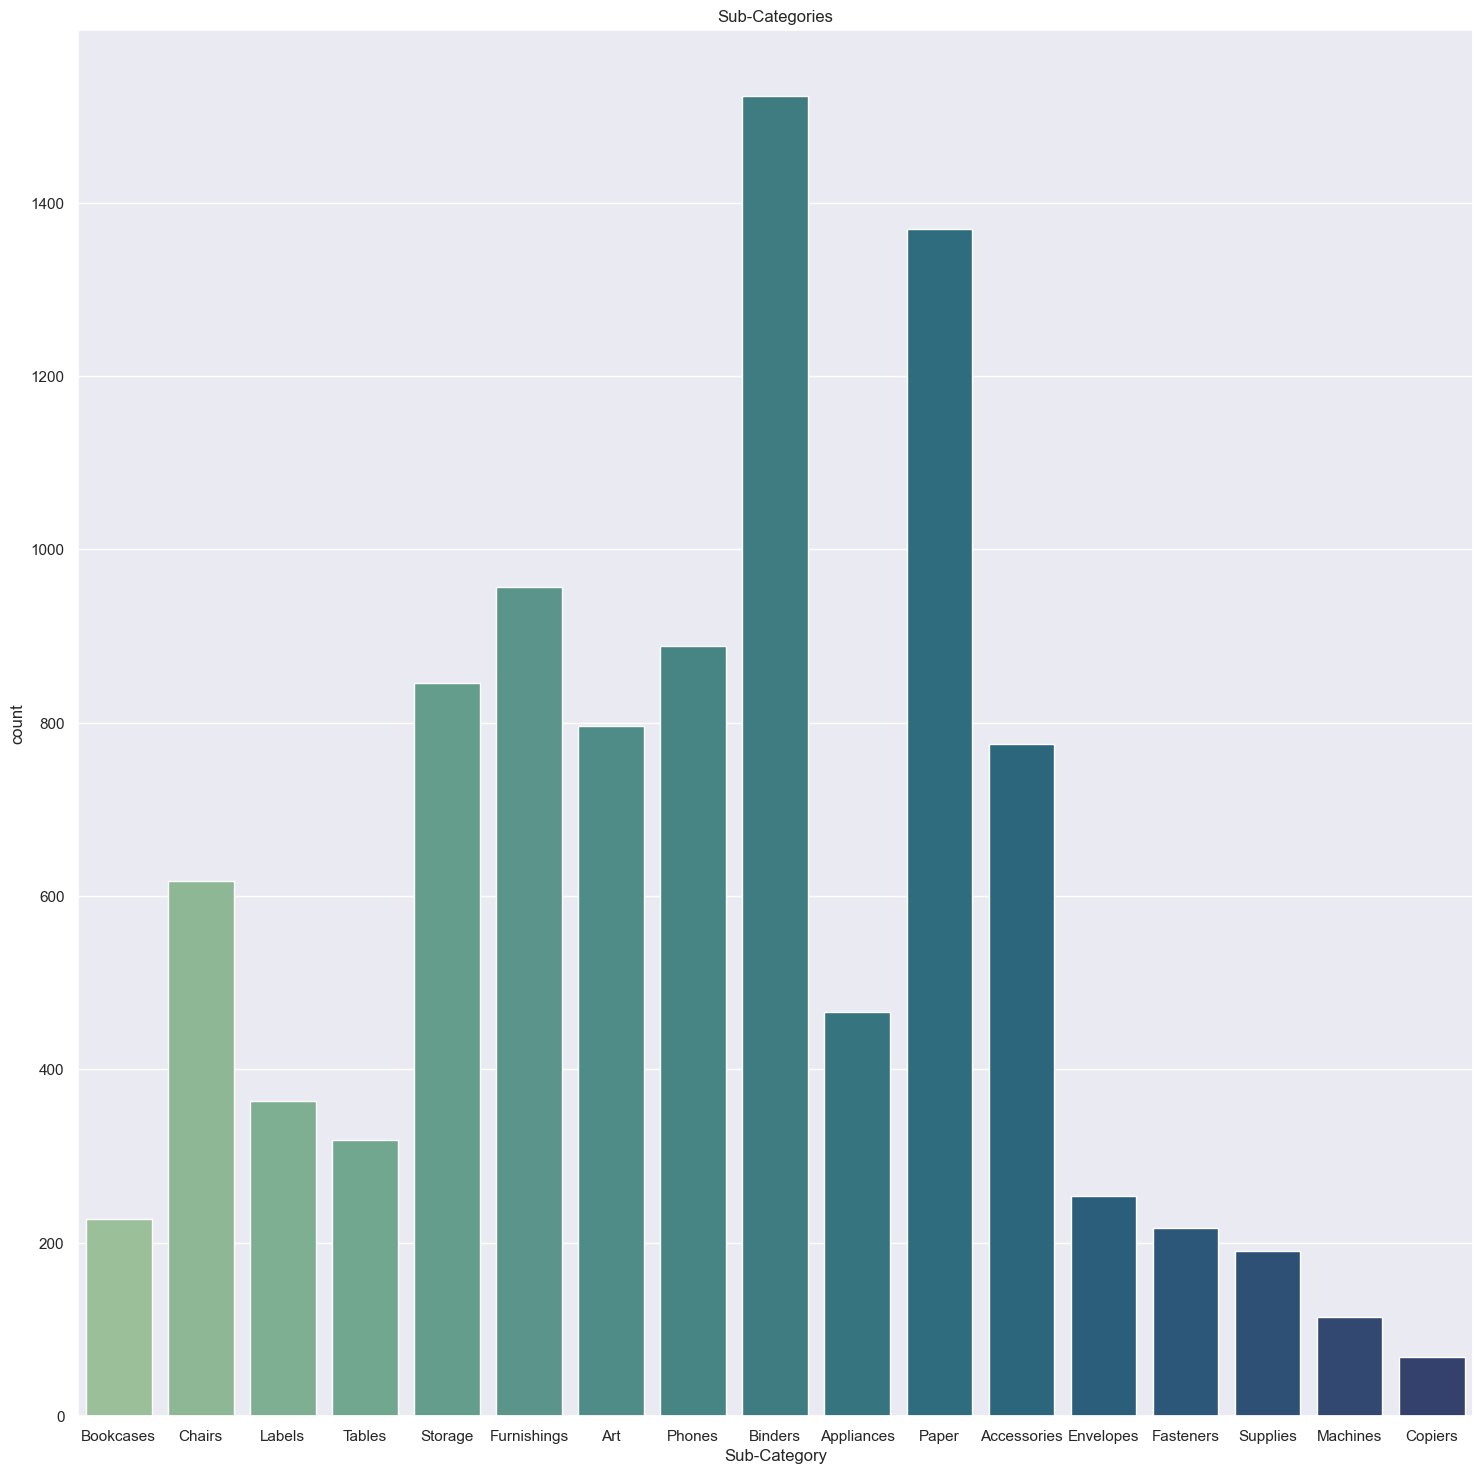 Sub-Categories
1400
1200
1000
800
600
400
200
0
count
Bookcases Chairs Labels Tables Storage Furnishings Art Phones Binders Appliances Paper Accessories Envelopes Fasteners Supplies Machines Copiers
Sub-Category